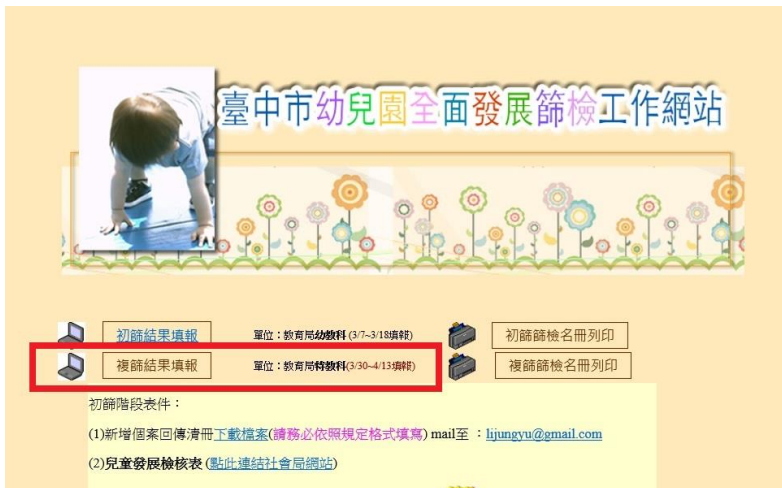 臺中市幼兒園全面發展篩檢工作網站
初篩結果填報 單位：教育局幼教科 (3/7~3/18填報) 初篩篩檢名冊列印
複篩結果填報 單位：教育局特教科(3/30~4/13填報) 複篩篩檢名冊列印
初篩階段表件：
(1)新增個案回傳清冊下載檔案(請務必依照規定格式填寫) mail至 ：lijungyu@gmail.com
(2)兒童發展檢核表 (點此連結社會局網站)